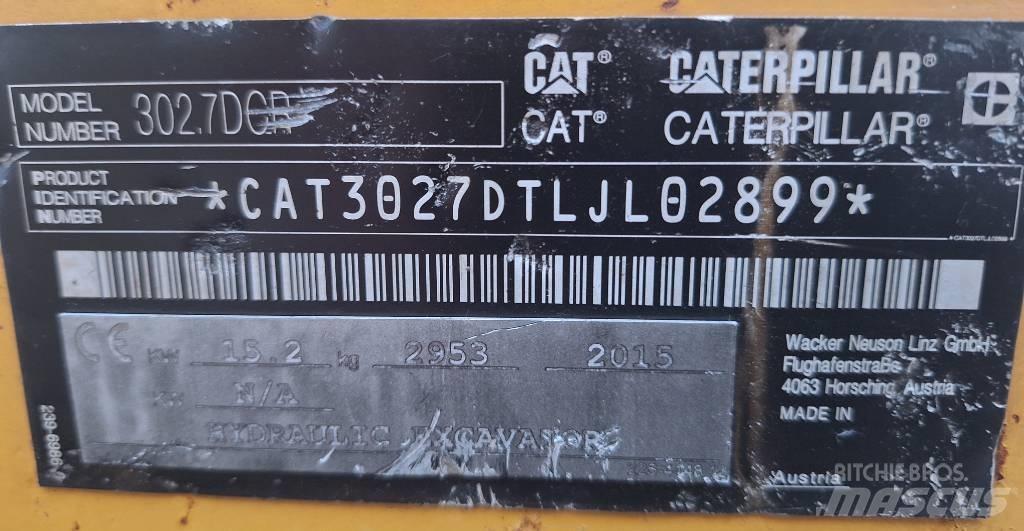 CAT® CATERPILLAR®
CAT® CATERPILLAR®
MODEL NUMBER 302.7DCR
PRODUCT IDENTIFICATION NUMBER *CAT3027DTLJL02899*
*CAT3027DTLJL02899*
CE kW 15.2 kg 2953 2015
N/A
HYDRAULIC EXCAVATOR
Wacker Neuson Linz GmbH
Flughafenstraße 7
4063 Horsching, Austria
MADE IN
Austria
RITCHIE BROS.
MASCUS